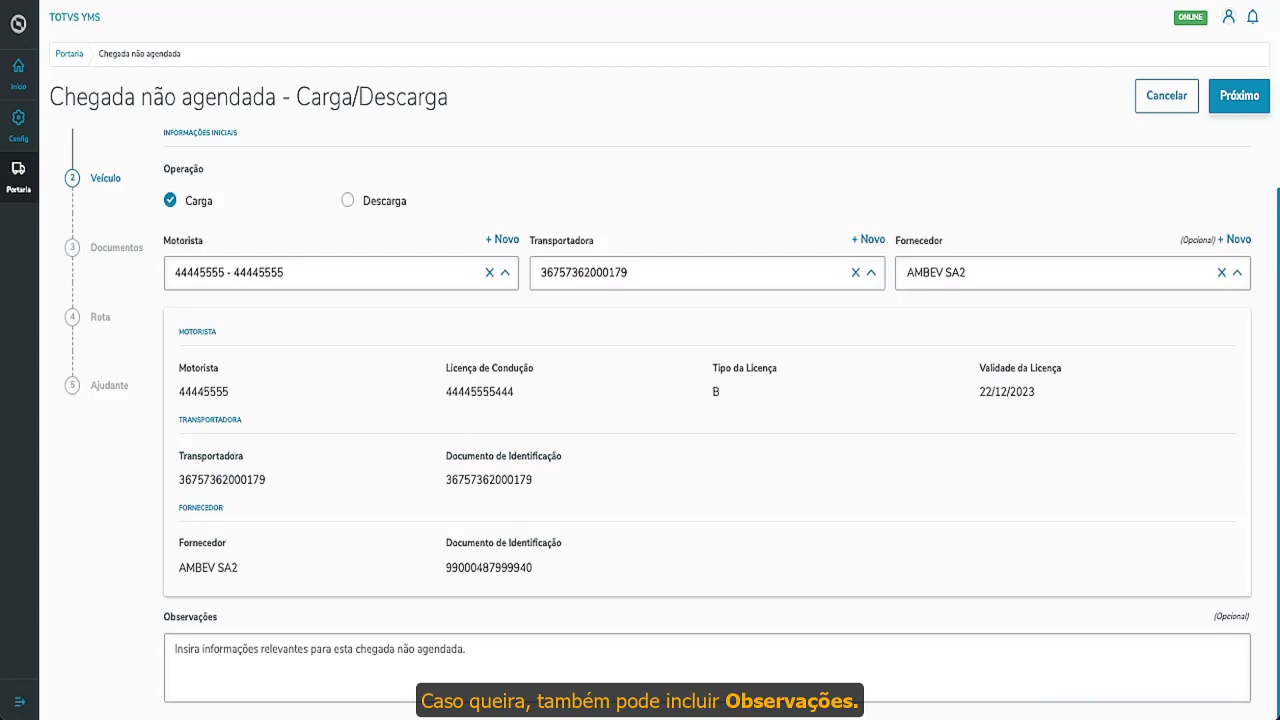 TOTVS YMS
ONLINE
Início
Config
Portaria
Portaria
Chegada não agendada
Chegada não agendada - Carga/Descarga
Cancelar
Próximo
2
Veículo
3
Documentos
4
Rota
5
Ajudante
INFORMAÇÕES INICIAIS
Operação
Carga
Descarga
Motorista
+ Novo
Transportadora
+ Novo
Fornecedor
(Opcional) + Novo
44445555 - 44445555
36757362000179
AMBEV SA2
MOTORISTA
Motorista
Licença de Condução
Tipo da Licença
Validade da Licença
44445555
44445555444
B
22/12/2023
TRANSPORTADORA
Transportadora
Documento de Identificação
36757362000179
36757362000179
FORNECEDOR
Fornecedor
Documento de Identificação
AMBEV SA2
99000487999940
Observações
(Opcional)
Insira informações relevantes para esta chegada não agendada.
Caso queira, também pode incluir Observações.